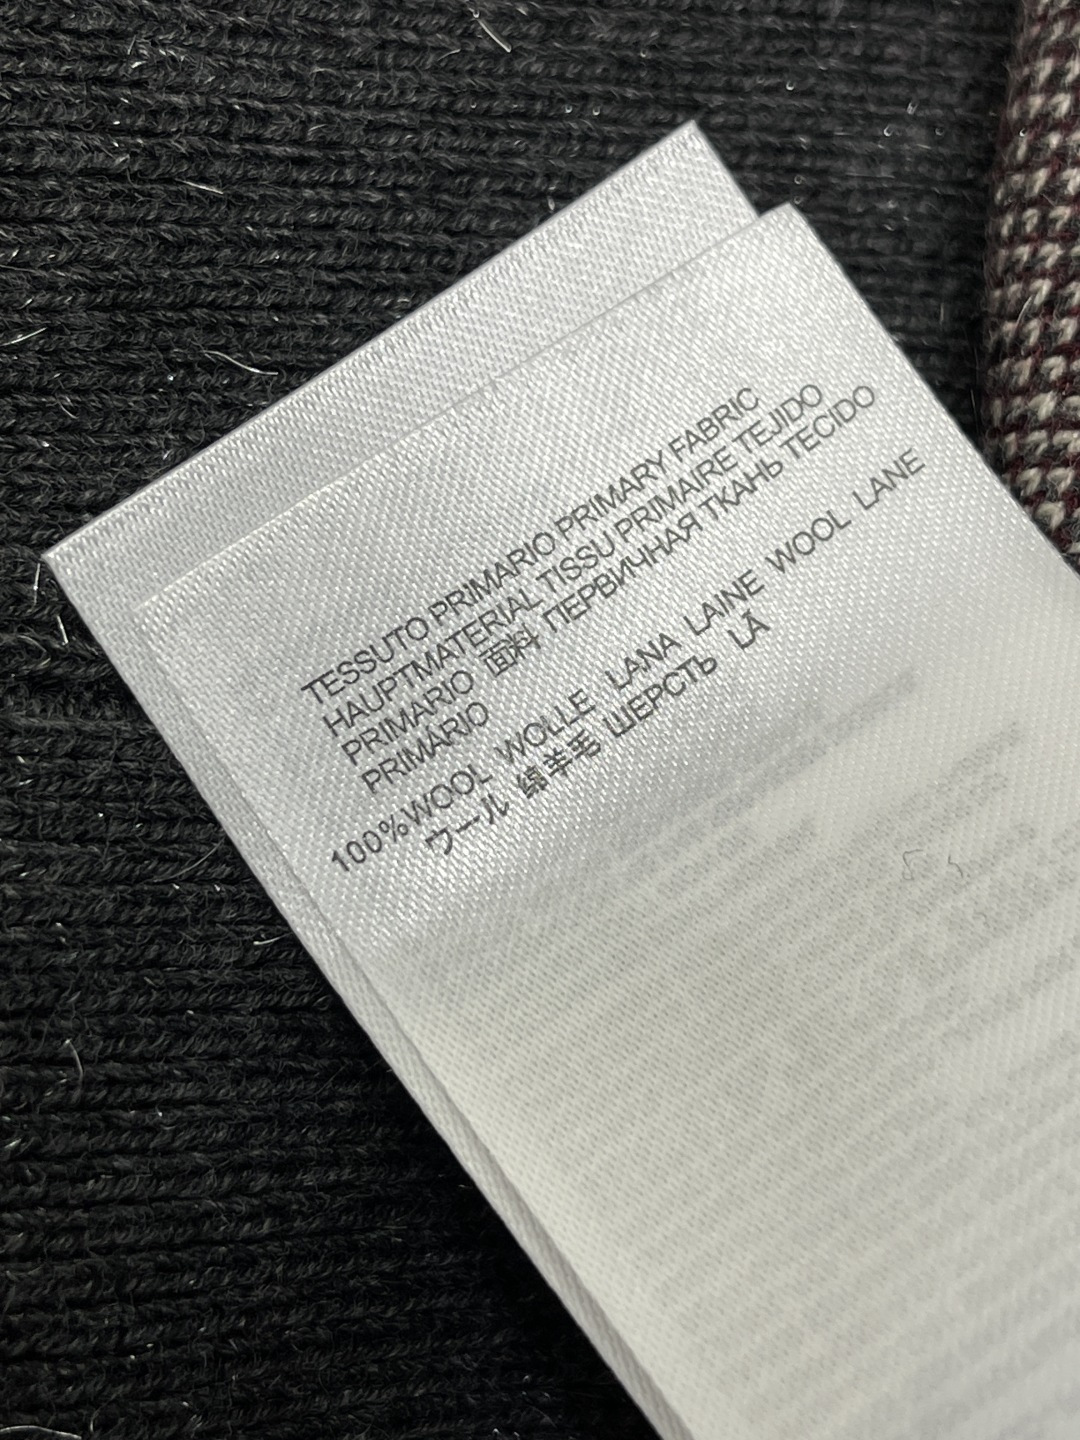 TESSUTO PRIMARIO PRIMARY FABRIC
HAUPTMATERIAL TISSU PRIMAIRE TEJIDO
PRIMARIO 面料 ПЕРВИЧНАЯ ТКАНЬ TECIDO
PRIMÁRIO
100%WOOL WOLLE LANA LAINE WOOL LANE
ウール 绵羊毛 ШЕРСТЬ LÃ